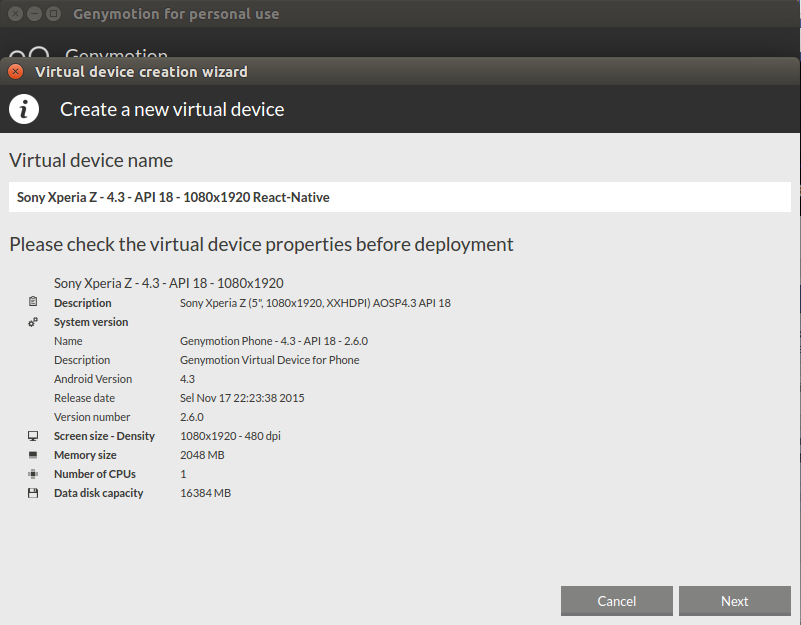 Genymotion for personal use
Genymotion
Virtual device creation wizard
Create a new virtual device
Virtual device name
Sony Xperia Z - 4.3 - API 18 - 1080x1920 React-Native
Please check the virtual device properties before deployment
Sony Xperia Z - 4.3 - API 18 - 1080x1920
Description Sony Xperia Z (5", 1080x1920, XXHDPI) AOSP4.3 API 18
System version
Name Genymotion Phone - 4.3 - API 18 - 2.6.0
Description Genymotion Virtual Device for Phone
Android Version 4.3
Release date Sel Nov 17 22:23:38 2015
Version number 2.6.0
Screen size - Density 1080x1920 - 480 dpi
Memory size 2048 MB
Number of CPUs 1
Data disk capacity 16384 MB
Cancel Next